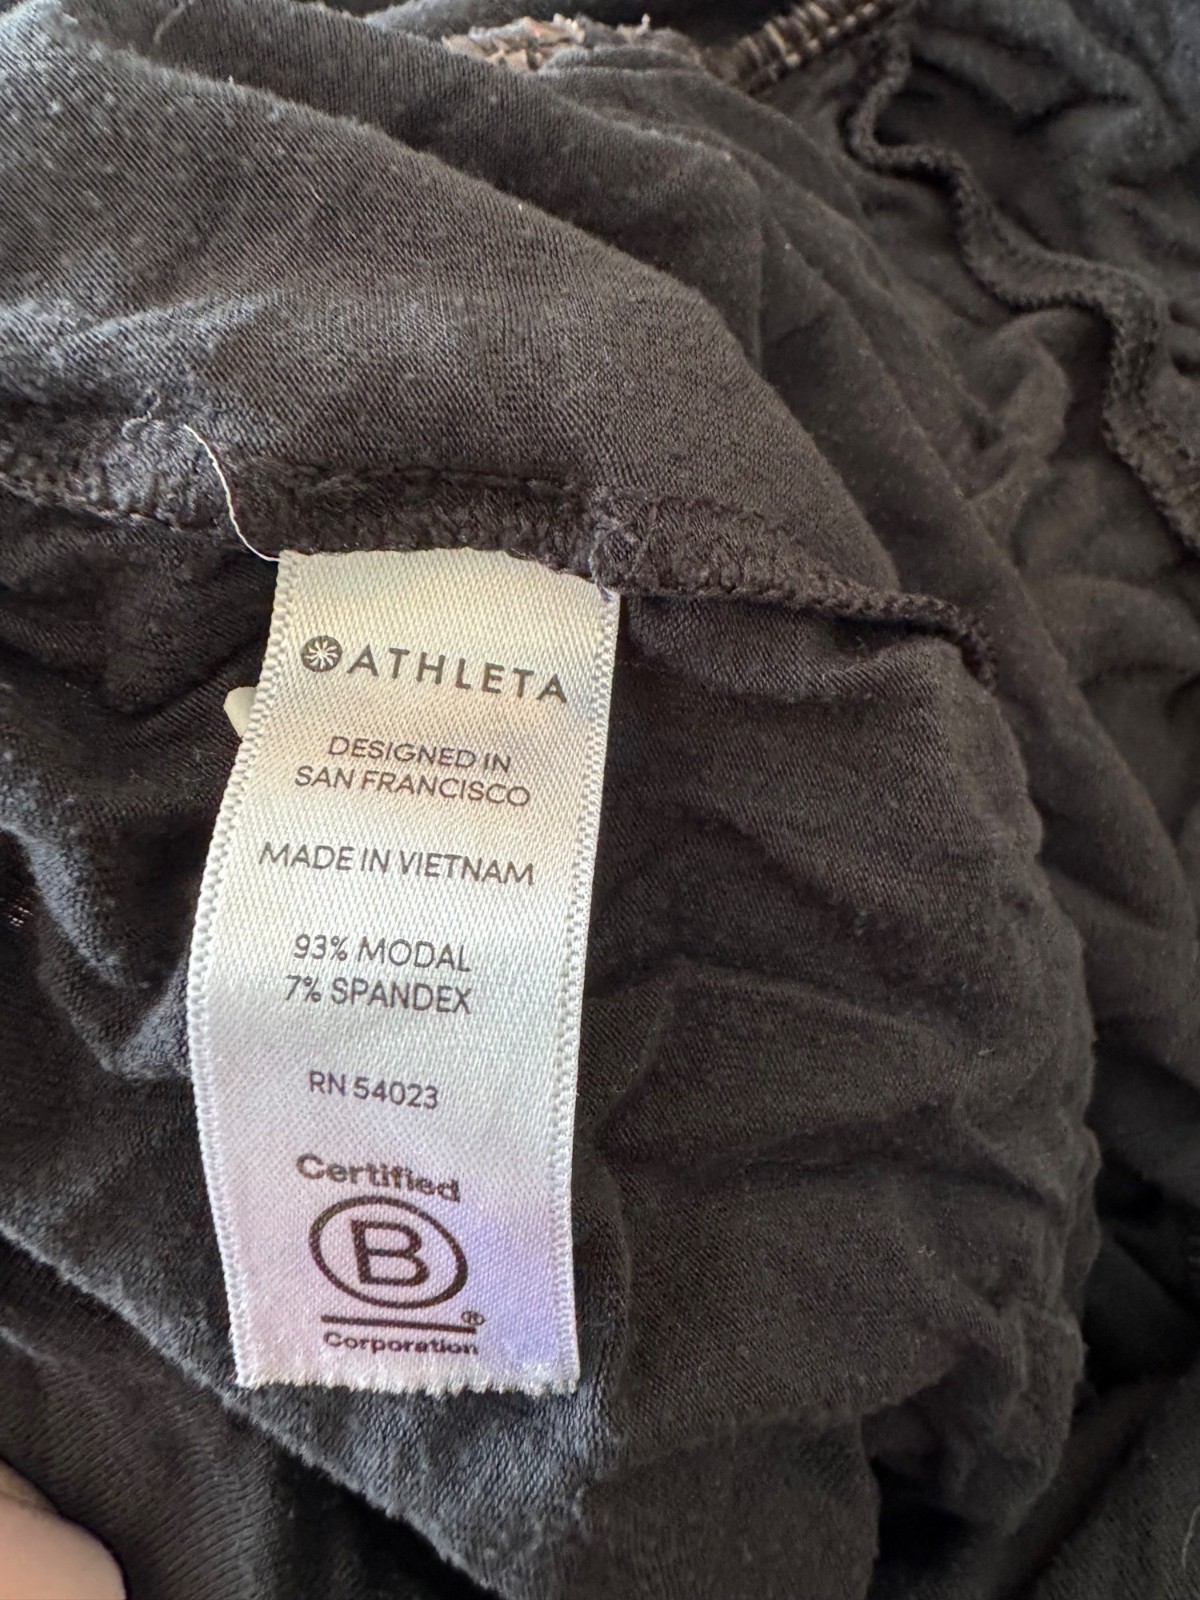 ATHLETA
DESIGNED IN
SAN FRANCISCO
MADE IN VIETNAM
93% MODAL
7% SPANDEX
RN 54023
Certified
B
®
Corporation